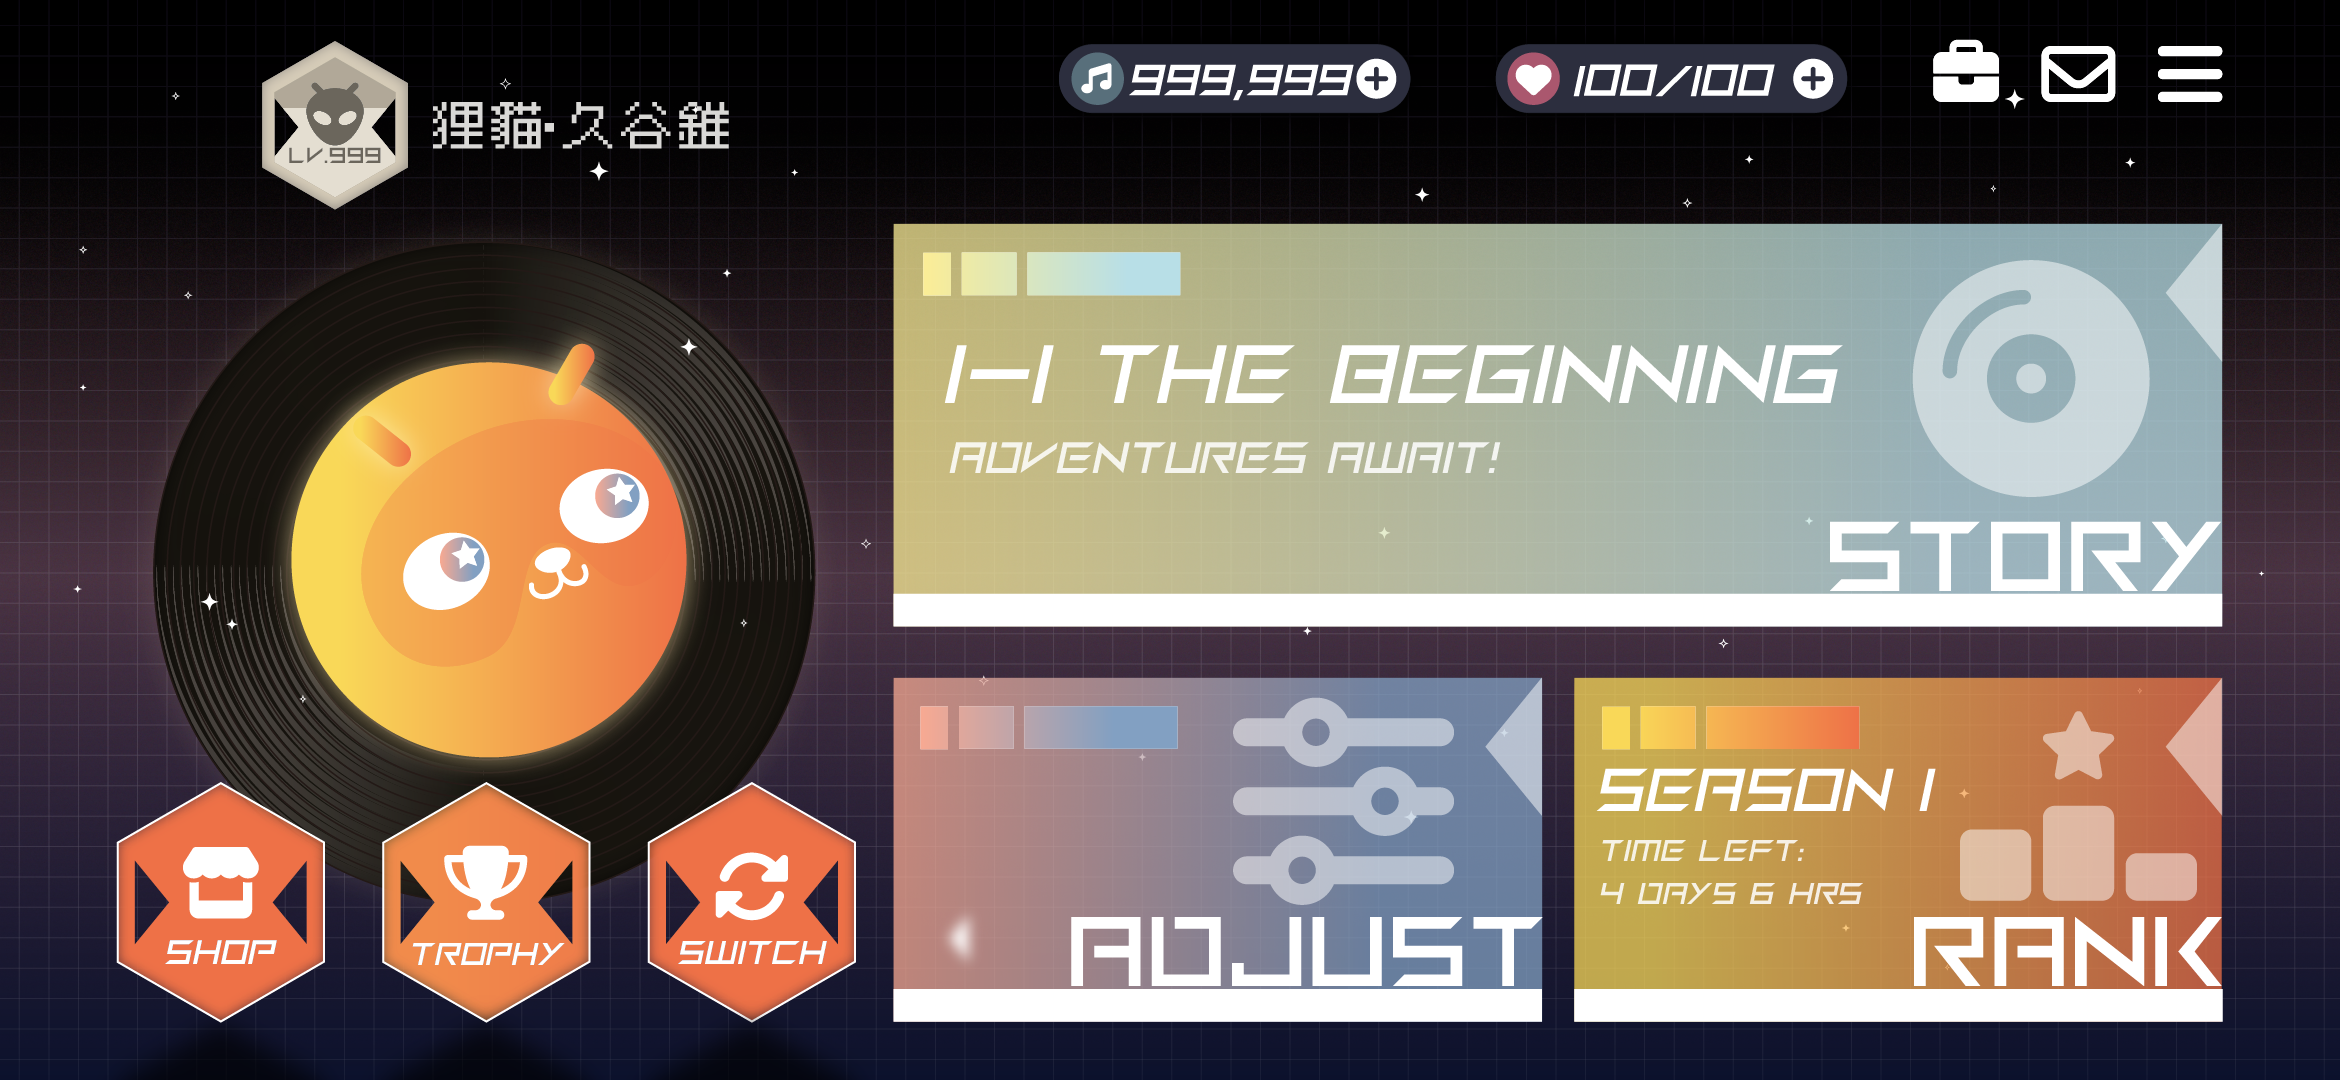 LV.999
狸貓·久谷錐
999,999
100/100
1-1 THE BEGINNING
ADVENTURES AWAIT!
STORY
ADJUST
SEASON 1
TIME LEFT:
4 DAYS 6 HRS
RANK
SHOP
TROPHY
SWITCH